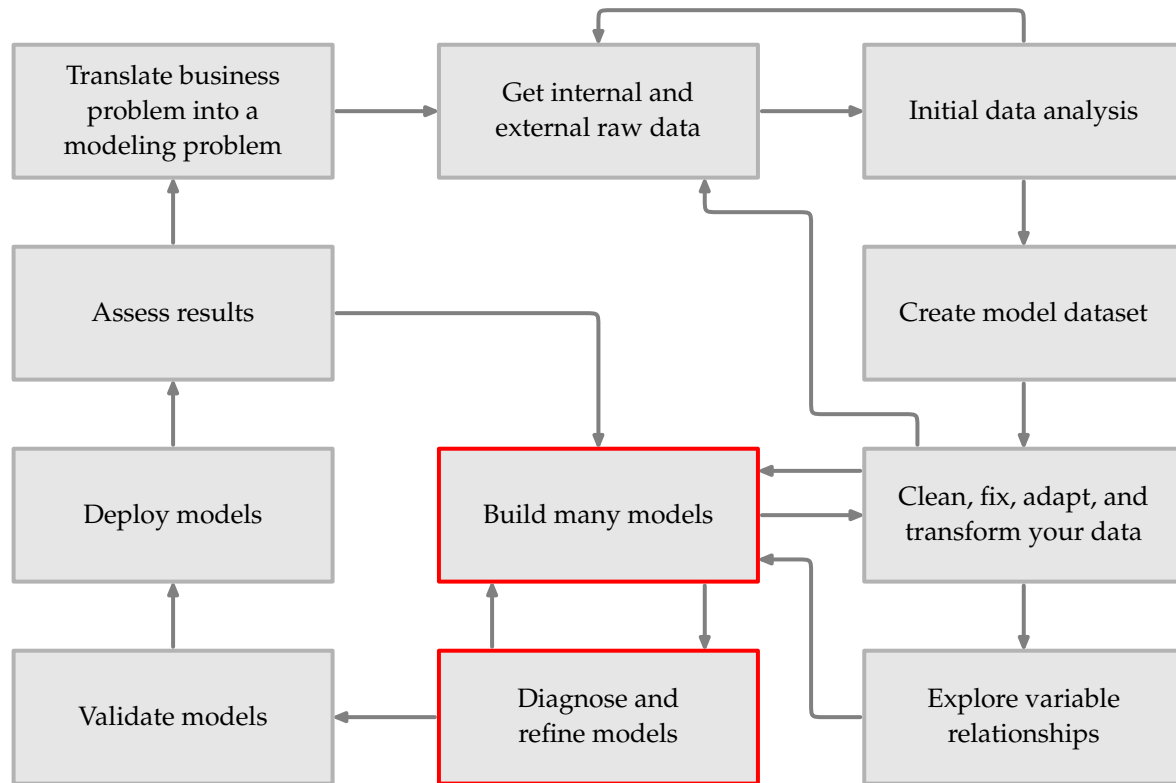 Translate business
problem into a
modeling problem
Get internal and
external raw data
Initial data analysis
Assess results
Create model dataset
Deploy models
Build many models
Clean, fix, adapt, and
transform your data
Validate models
Diagnose and
refine models
Explore variable
relationships